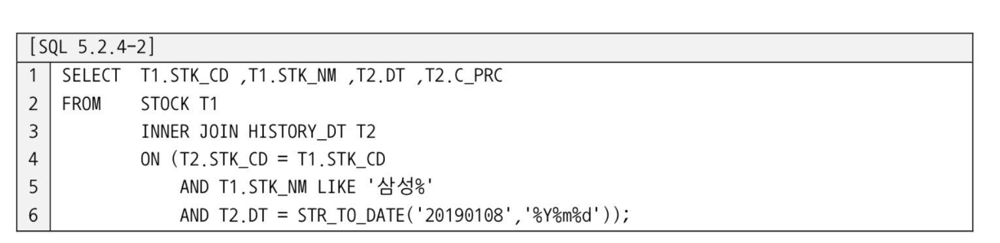 [SQL 5.2.4-2]
1 SELECT T1.STK_CD ,T1.STK_NM ,T2.DT ,T2.C_PRC
2 FROM STOCK T1
3 INNER JOIN HISTORY_DT T2
4 ON (T2.STK_CD = T1.STK_CD
5 AND T1.STK_NM LIKE '삼성%'
6 AND T2.DT = STR_TO_DATE('20190108','%Y%m%d'));